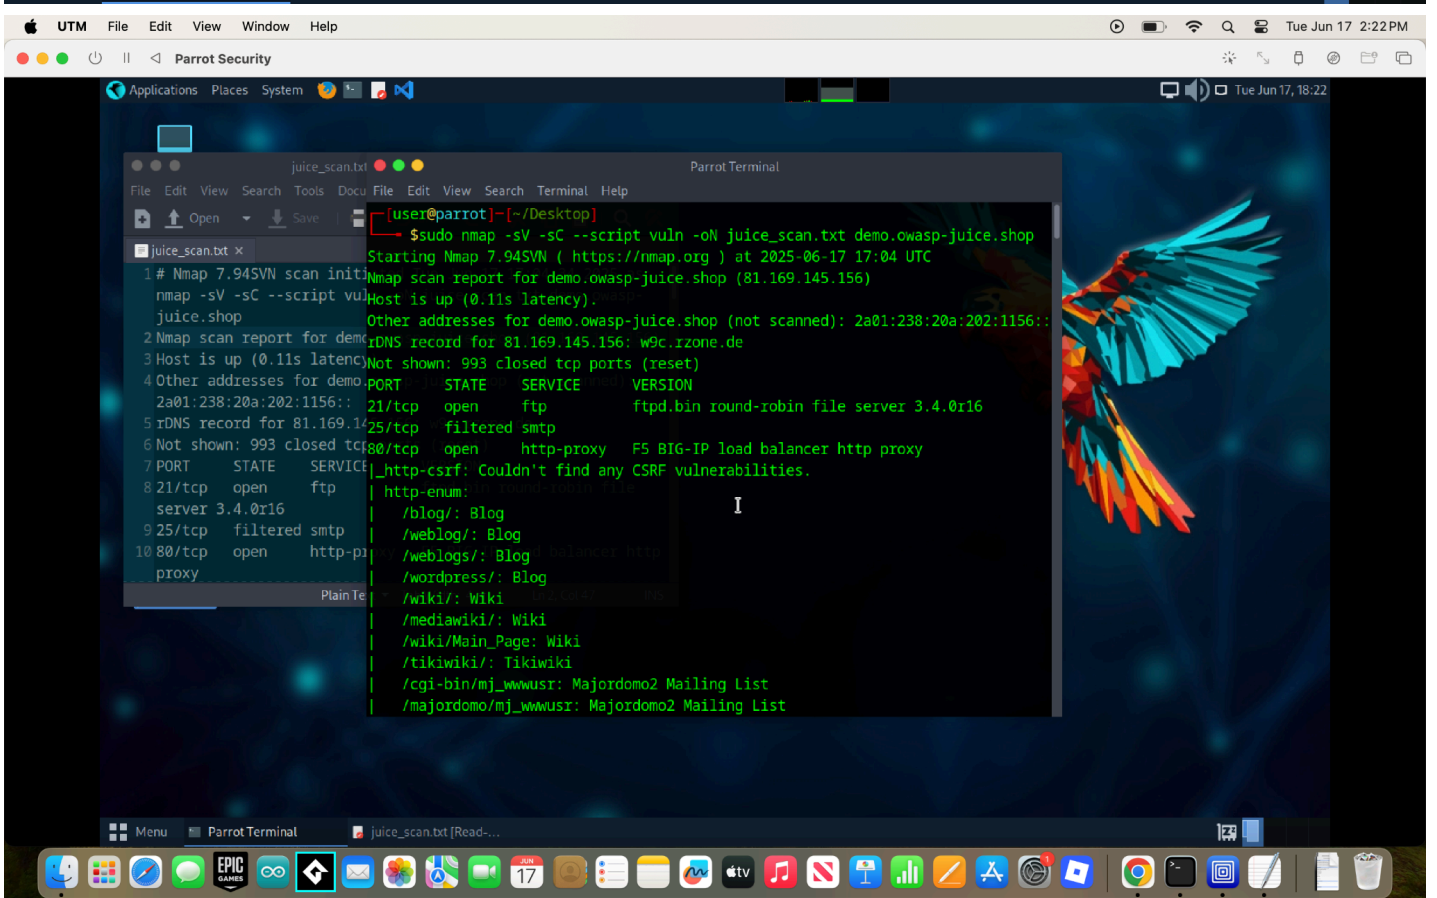 UTM File Edit View Window Help
Tue Jun 17 2:22 PM
Parrot Security
Applications Places System
Tue Jun 17, 18:22
juice_scan.txt
File Edit View Search Tools Docu
Open Save
juice_scan.txt ×
1 # Nmap 7.94SVN scan initi
nmap -sV -sC --script vul
juice.shop
2 Nmap scan report for demo
3 Host is up (0.11s latency
4 Other addresses for demo.
2a01:238:20a:202:1156::
5 rDNS record for 81.169.14
6 Not shown: 993 closed tcp
7 PORT STATE SERVICE
8 21/tcp open ftp
server 3.4.0r16
9 25/tcp filtered smtp
10 80/tcp open http-pr
proxy
Plain Te
Parrot Terminal
File Edit View Search Terminal Help
[user@parrot]-[~/Desktop]
$sudo nmap -sV -sC --script vuln -oN juice_scan.txt demo.owasp-juice.shop
Starting Nmap 7.94SVN ( https://nmap.org ) at 2025-06-17 17:04 UTC
Nmap scan report for demo.owasp-juice.shop (81.169.145.156)
Host is up (0.11s latency).
Other addresses for demo.owasp-juice.shop (not scanned): 2a01:238:20a:202:1156::
rDNS record for 81.169.145.156: w9c.rzone.de
Not shown: 993 closed tcp ports (reset)
PORT STATE SERVICE VERSION
21/tcp open ftp ftpd.bin round-robin file server 3.4.0r16
25/tcp filtered smtp
80/tcp open http-proxy F5 BIG-IP load balancer http proxy
|_http-csrf: Couldn't find any CSRF vulnerabilities.
| http-enum:
| /blog/: Blog
| /weblog/: Blog
| /weblogs/: Blog
| /wordpress/: Blog
| /wiki/: Wiki
| /mediawiki/: Wiki
| /wiki/Main_Page: Wiki
| /tikiwiki/: Tikiwiki
| /cgi-bin/mj_wwwusr: Majordomo2 Mailing List
| /majordomo/mj_wwwusr: Majordomo2 Mailing List
Menu Parrot Terminal juice_scan.txt [Read-...
EPIC GAMES
JUN
17
tv
1